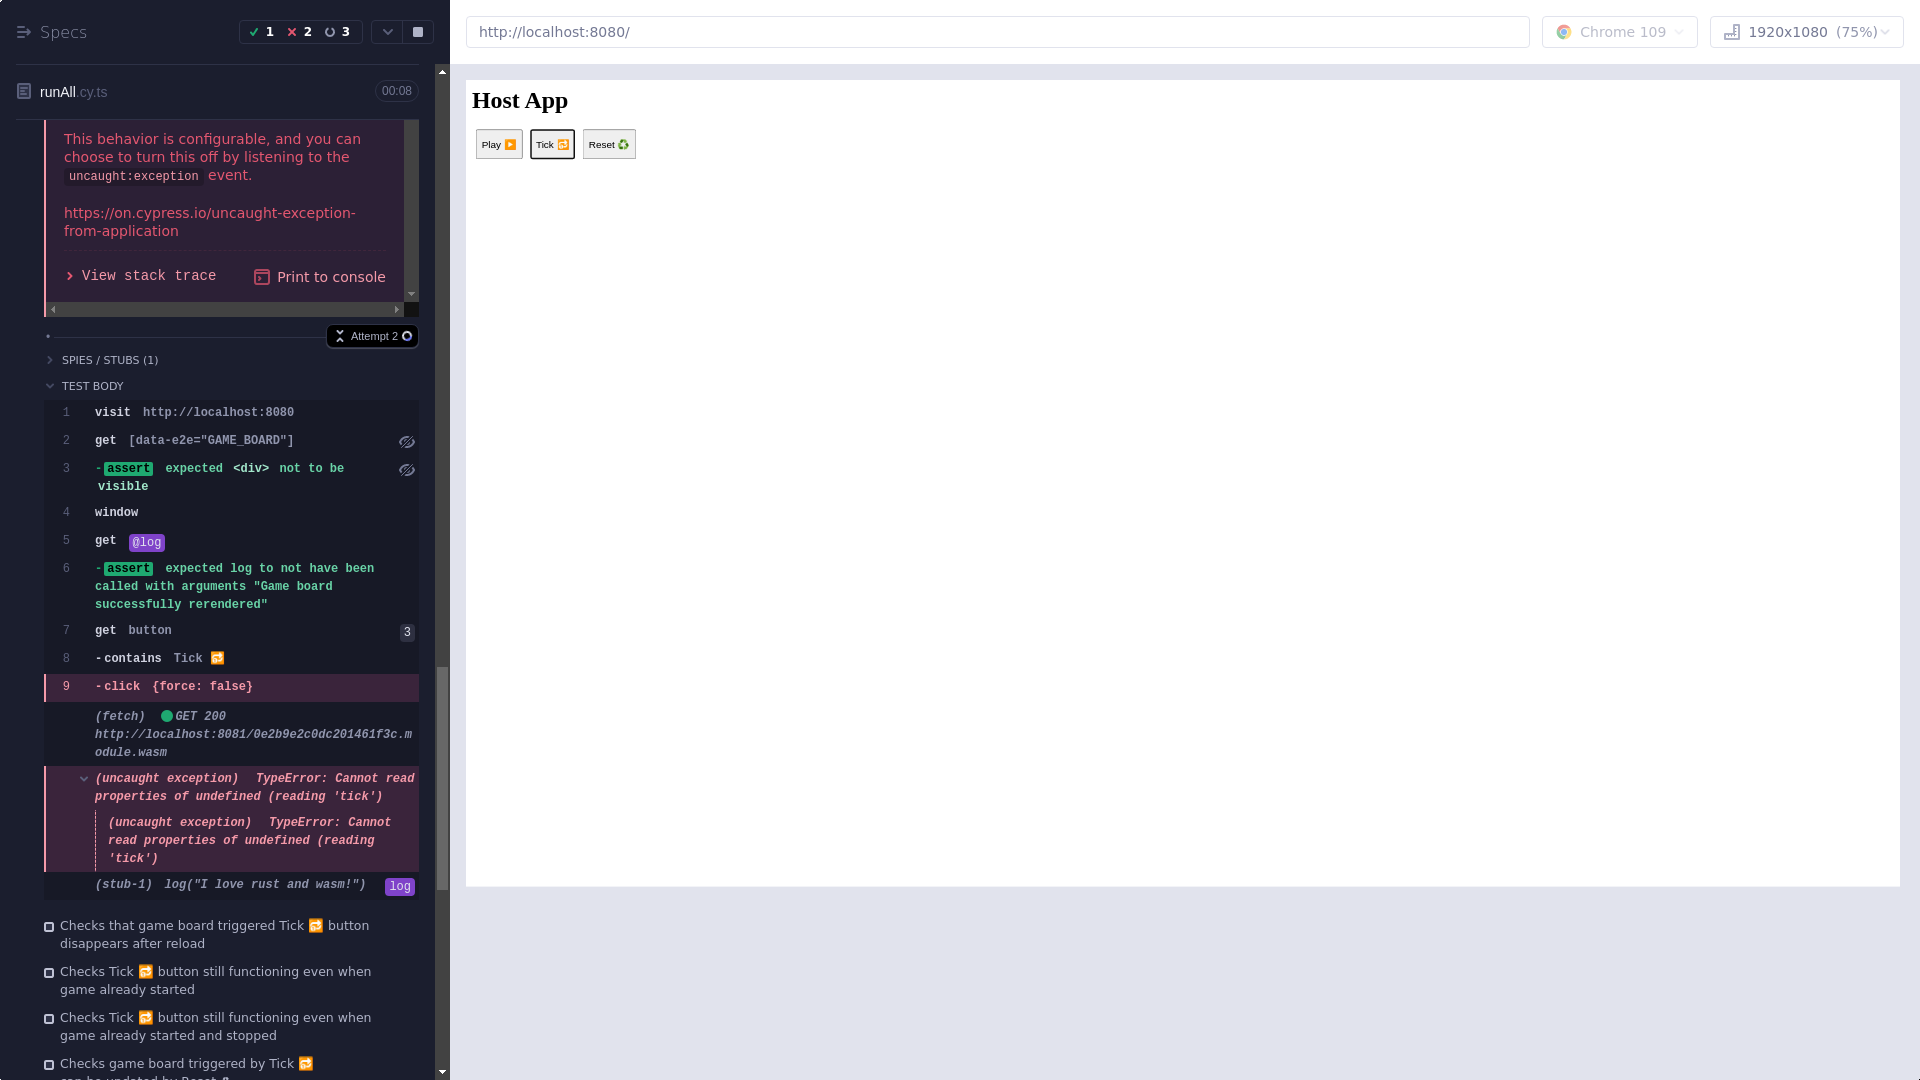 Specs
1 2 3
runAll.cy.ts
00:08
This behavior is configurable, and you can
choose to turn this off by listening to the
uncaught:exception event.
https://on.cypress.io/uncaught-exception-
from-application
View stack trace
Print to console
Attempt 2
SPIES / STUBS (1)
TEST BODY
1 visit http://localhost:8080
2 get [data-e2e="GAME_BOARD"]
3 -assert expected <div> not to be
visible
4 window
5 get @log
6 -assert expected log to not have been
called with arguments "Game board
successfully rerendered"
7 get button 3
8 -contains Tick 🔁
9 -click {force: false}
(fetch) GET 200
http://localhost:8081/0e2b9e2c0dc201461f3c.m
odule.wasm
(uncaught exception) TypeError: Cannot read
properties of undefined (reading 'tick')
(uncaught exception) TypeError: Cannot
read properties of undefined (reading
'tick')
(stub-1) log("I love rust and wasm!") log
Checks that game board triggered Tick 🔁 button
disappears after reload
Checks Tick 🔁 button still functioning even when
game already started
Checks Tick 🔁 button still functioning even when
game already started and stopped
Checks game board triggered by Tick 🔁
http://localhost:8080/
Chrome 109
1920x1080 (75%)
Host App
Play ▶️
Tick 🔁
Reset ♻️